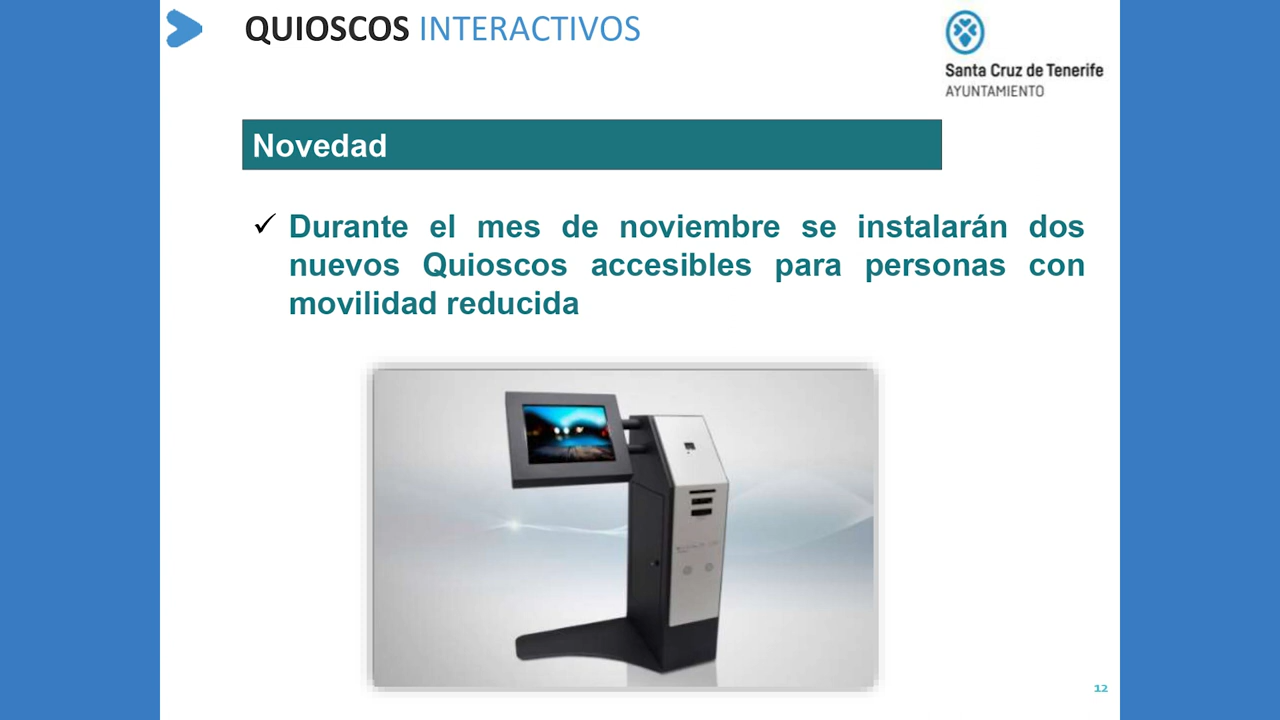 QUIOSCOS INTERACTIVOS
Santa Cruz de Tenerife
AYUNTAMIENTO
Novedad
Durante el mes de noviembre se instalarán dos
nuevos Quioscos accesibles para personas con
movilidad reducida
12